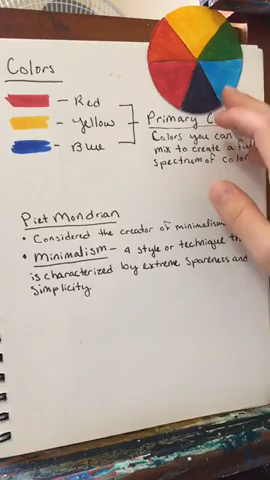 Colors
- Red
- Yellow
- Blue
Primary C
Colors you can
mix to create a full
spectrum of color
Piet Mondrian
• Considered the creator of minimalism
• Minimalism - a style or technique th
is characterized by extreme spareness and
simplicity